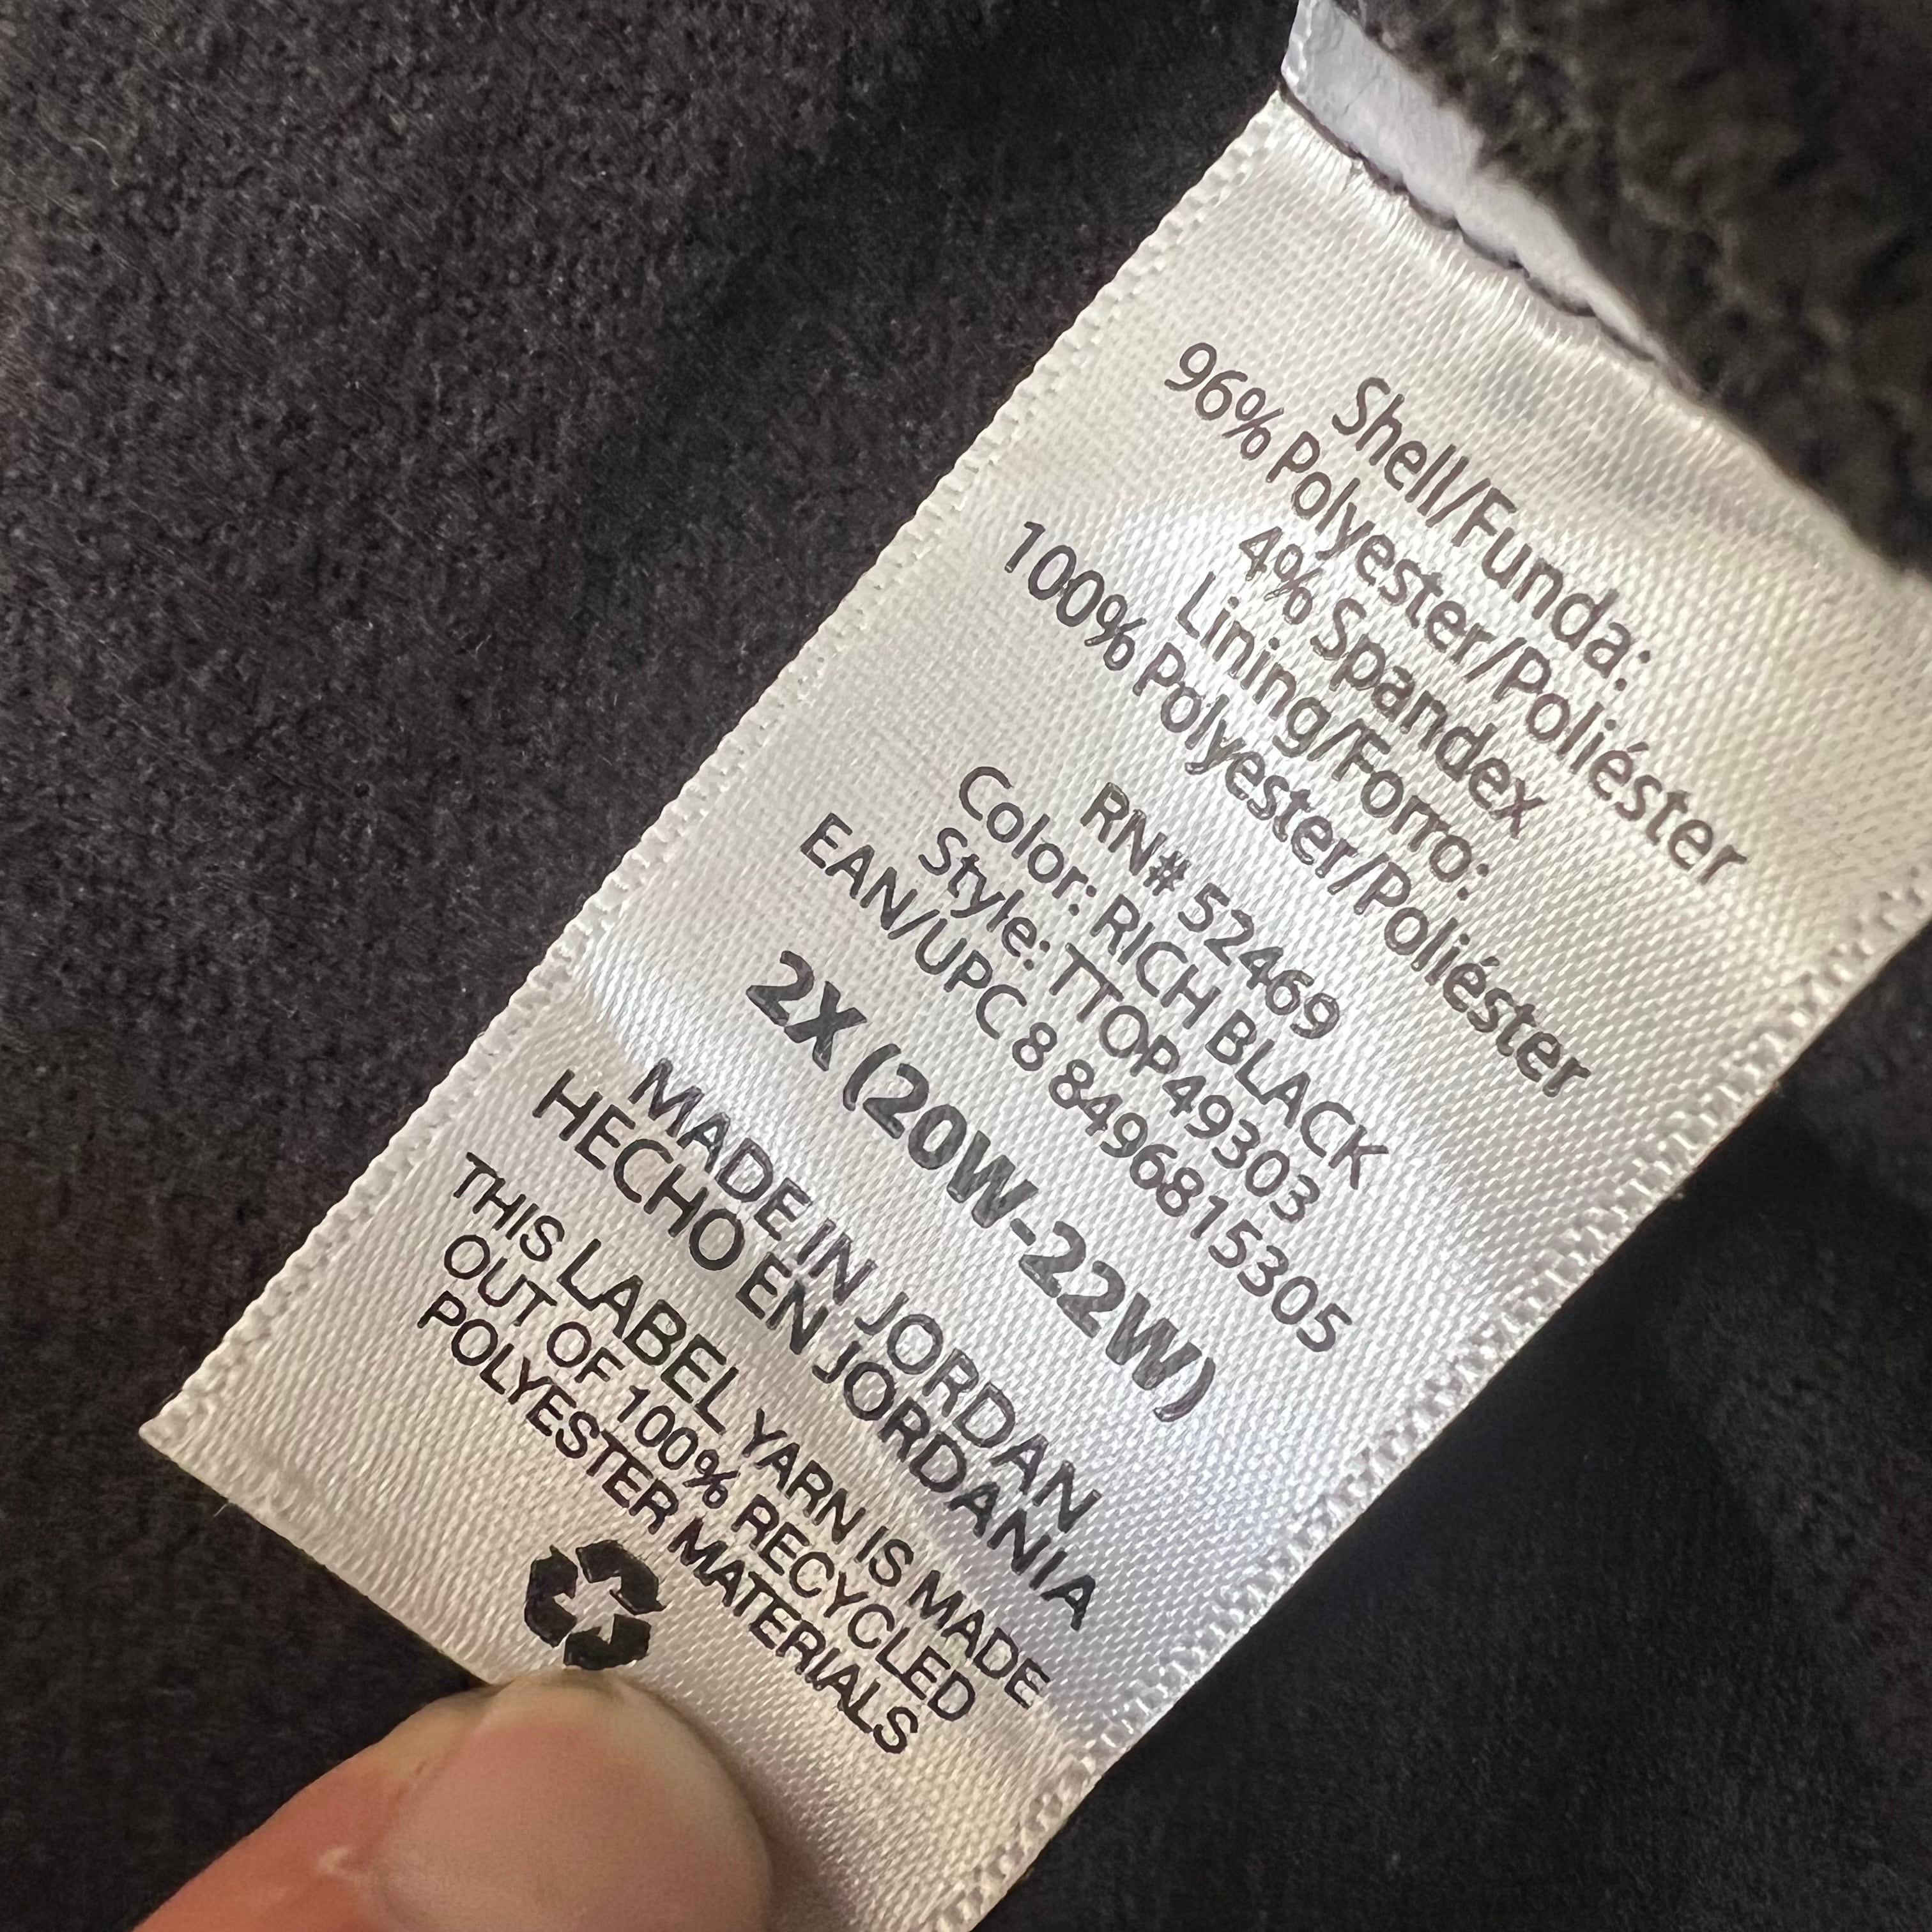 Shell/Funda:
96% Polyester/Poliéster
4% Spandex
Lining/Forro:
100% Polyester/Poliéster
RN# 52469
Color: RICH BLACK
Style: TTOP49303
EAN/UPC 8 84968 15305
2X (20W-22W)
MADE IN JORDAN
HECHO EN JORDANIA
THIS LABEL YARN IS MADE
OUT OF 100% RECYCLED
POLYESTER MATERIALS